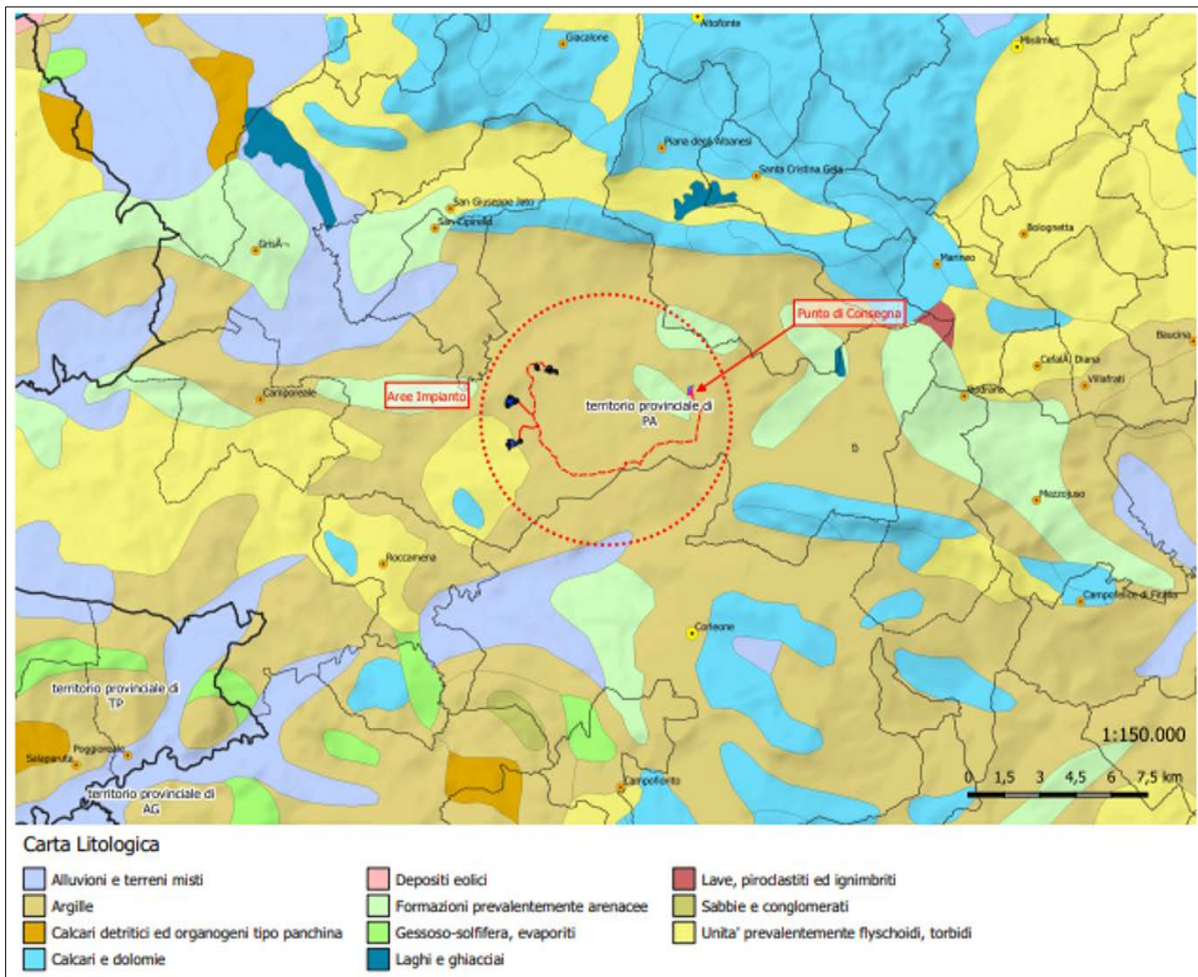 Altofonte
Giacalone
Misilmeri
Piana degli Albanesi
Santa Cristina Gela
San Giuseppe Jato
San Cipirello
GrisÃ¬
Bolognetta
Marineo
Punto di Consegna
Baucina
CefalÃ Diana
Villafrati
Godrano
Camporeale
Aree Impianto
territorio provinciale di
PA
Mezzojuso
Roccamena
Campofelice di Fitalia
Corleone
territorio provinciale di
TP
Salaparuta
Poggioreale
territorio provinciale di
AG
Campofiorito
1:150.000
0 1,5 3 4,5 6 7,5 km
Carta Litologica
Alluvioni e terreni misti
Argille
Calcari detritici ed organogeni tipo panchina
Calcari e dolomie
Depositi eolici
Formazioni prevalentemente arenacee
Gessoso-solfifera, evaporiti
Laghi e ghiacciai
Lave, piroclastiti ed ignimbriti
Sabbie e conglomerati
Unita' prevalentemente flyschoidi, torbidi